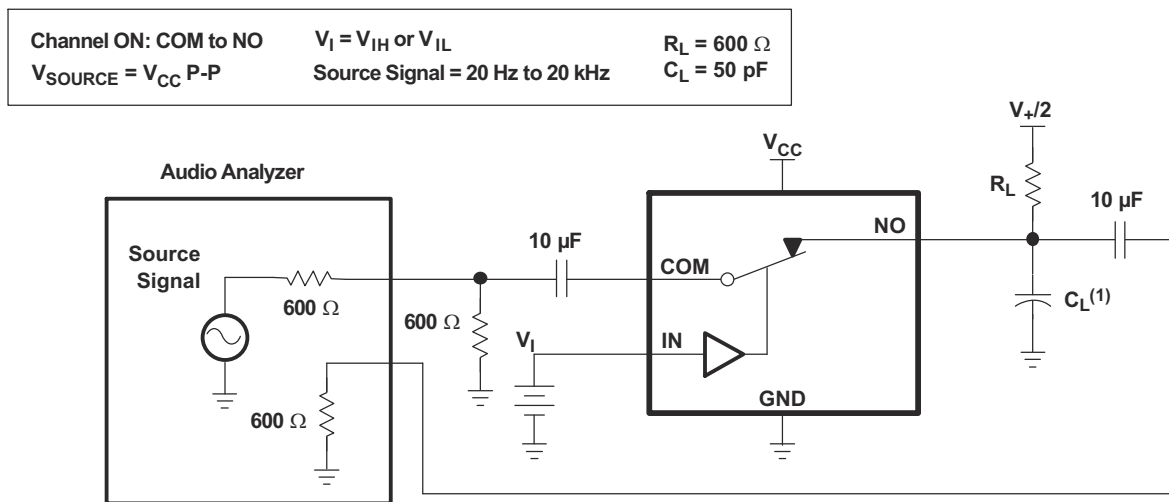 Channel ON: COM to NO
V_I = V_IH or V_IL
R_L = 600 Ω
V_SOURCE = V_CC P-P
Source Signal = 20 Hz to 20 kHz
C_L = 50 pF
V_+/2
V_CC
Audio Analyzer
R_L
10 µF
NO
10 µF
Source
Signal
COM
600 Ω
C_L(1)
600 Ω
V_I
IN
GND
600 Ω